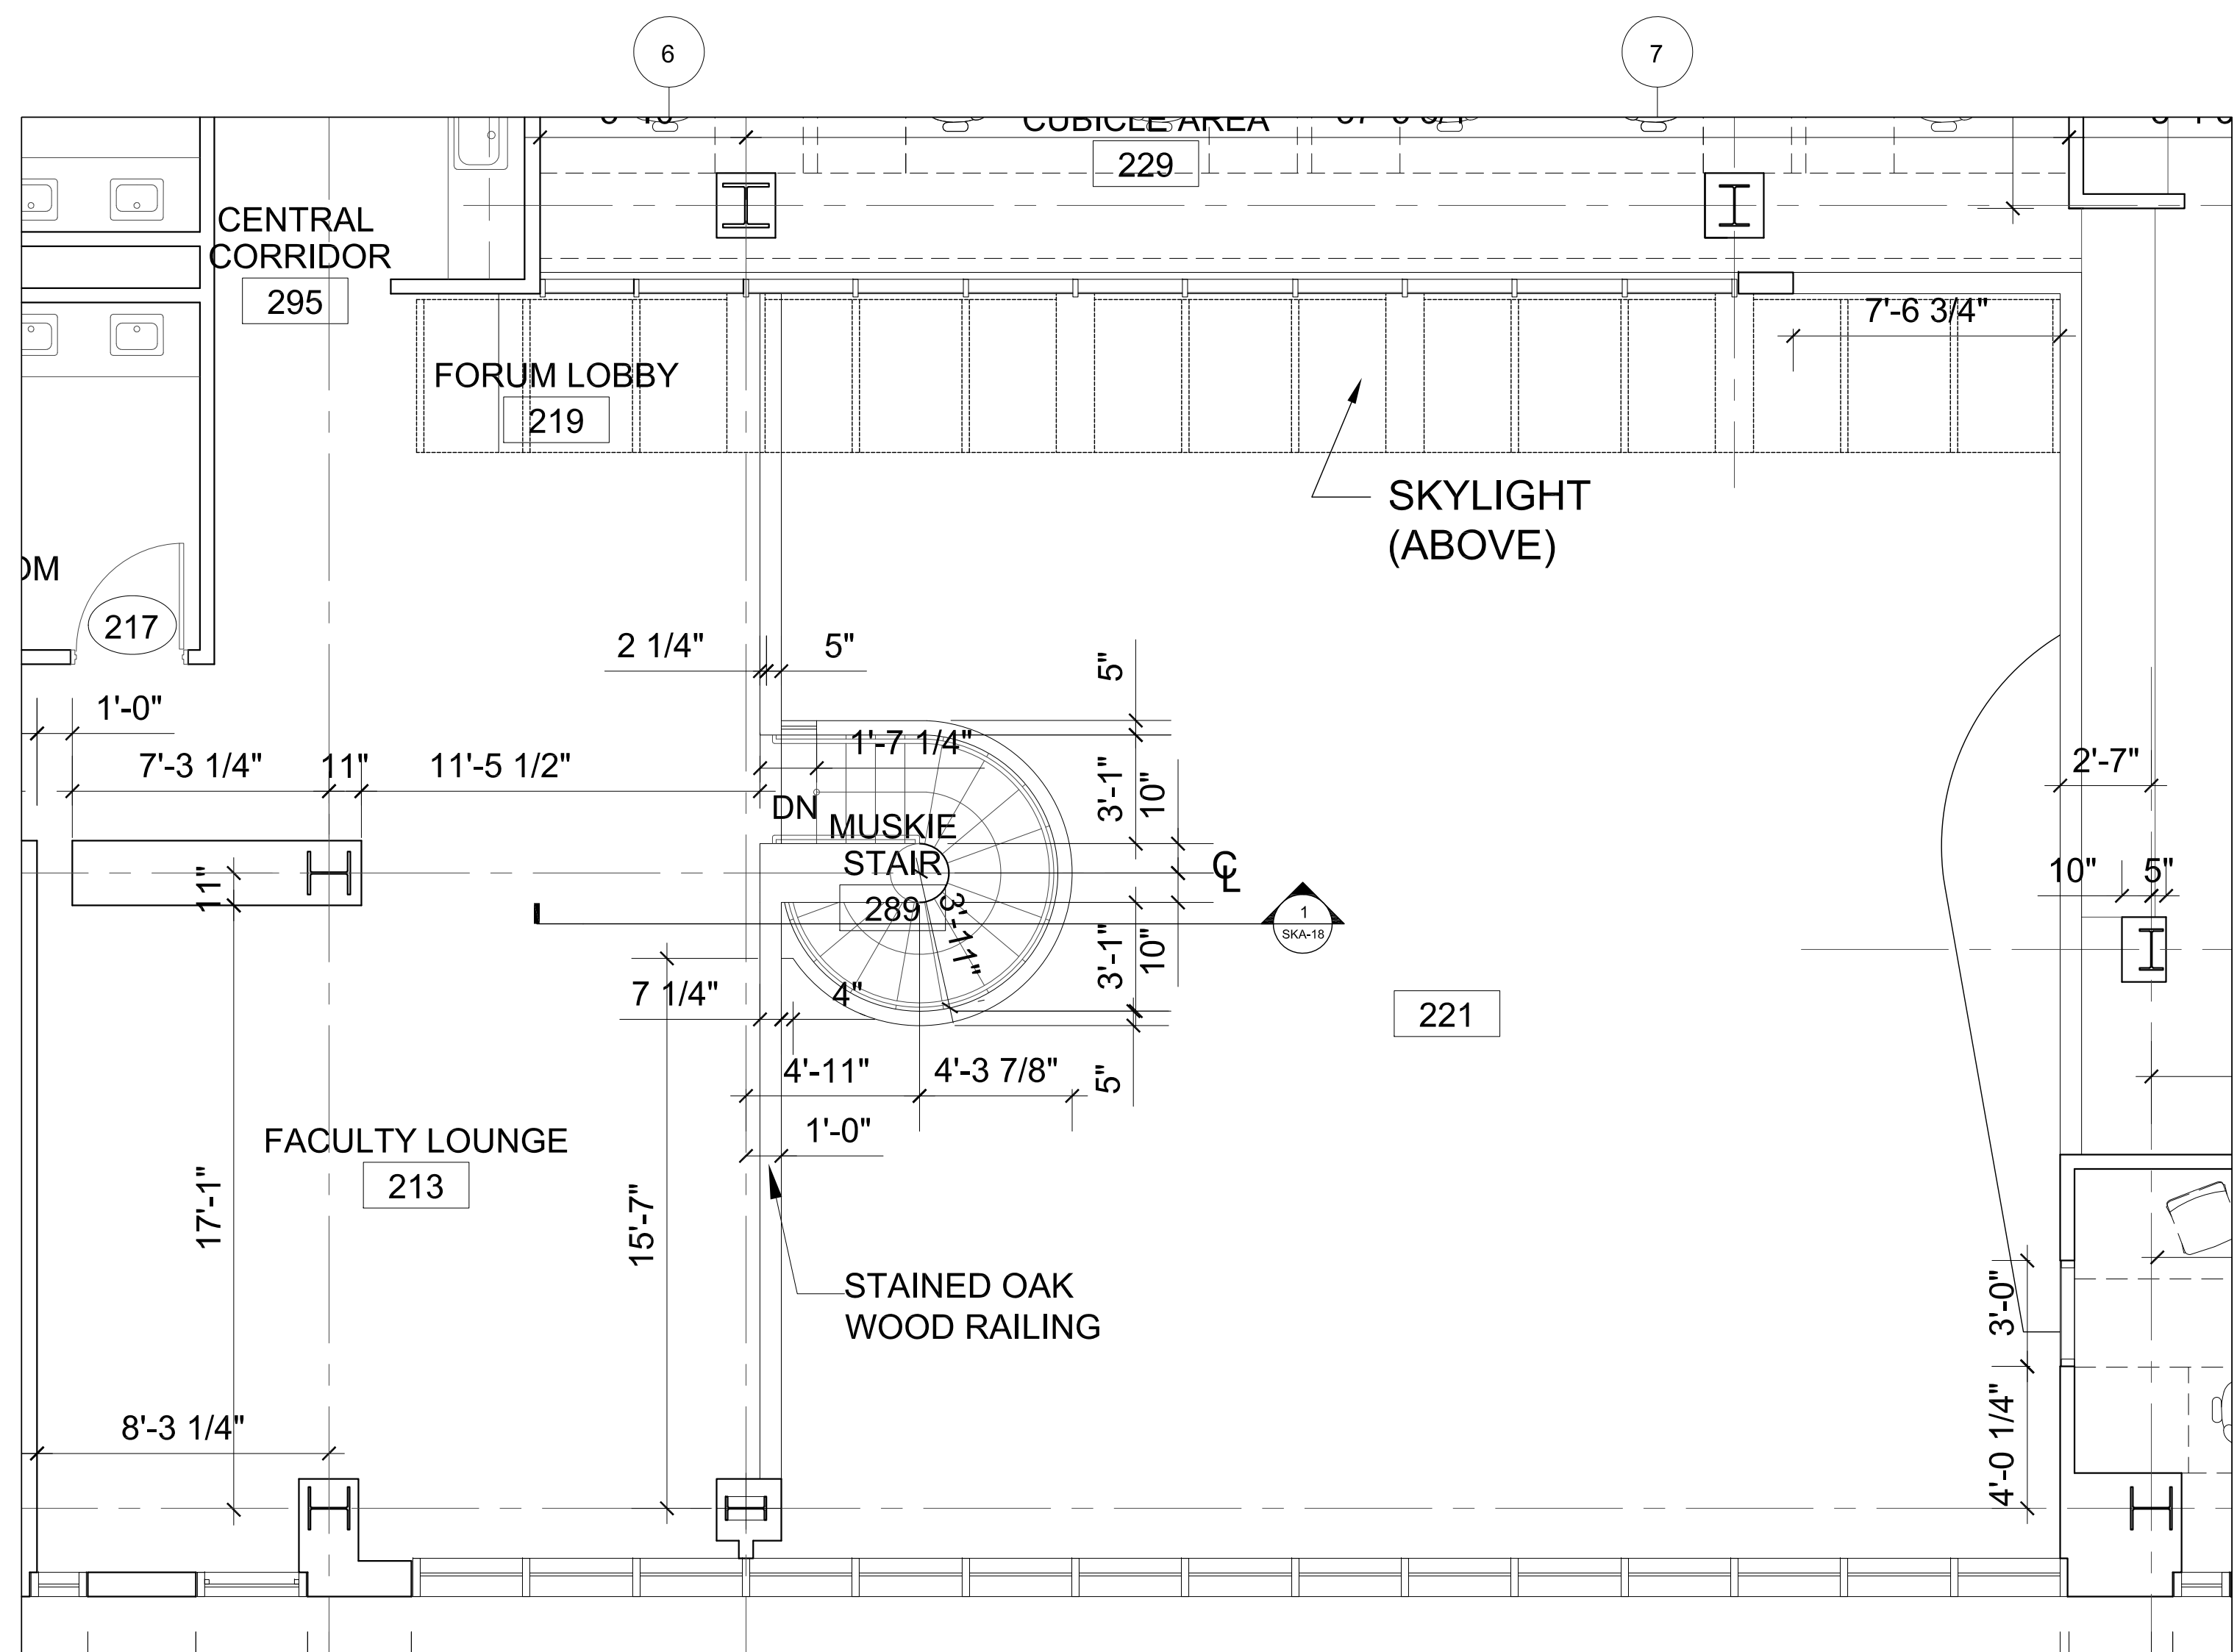 6
7
CUBICLE AREA
229
CENTRAL
CORRIDOR
295
7'-6 3/4"
FORUM LOBBY
219
SKYLIGHT
(ABOVE)
217
2 1/4"
5"
5"
1'-0"
7'-3 1/4"
11"
11'-5 1/2"
1'-7 1/4"
3'-1"
10"
2'-7"
DN
MUSKIE
STAIR
289
11"
3'-11"
CL
1
SKA-18
10"
5"
3'-1"
10"
7 1/4"
4"
221
4'-11"
4'-3 7/8"
5"
1'-0"
FACULTY LOUNGE
213
17'-1"
15'-7"
STAINED OAK
WOOD RAILING
3'-0"
8'-3 1/4"
4'-0 1/4"